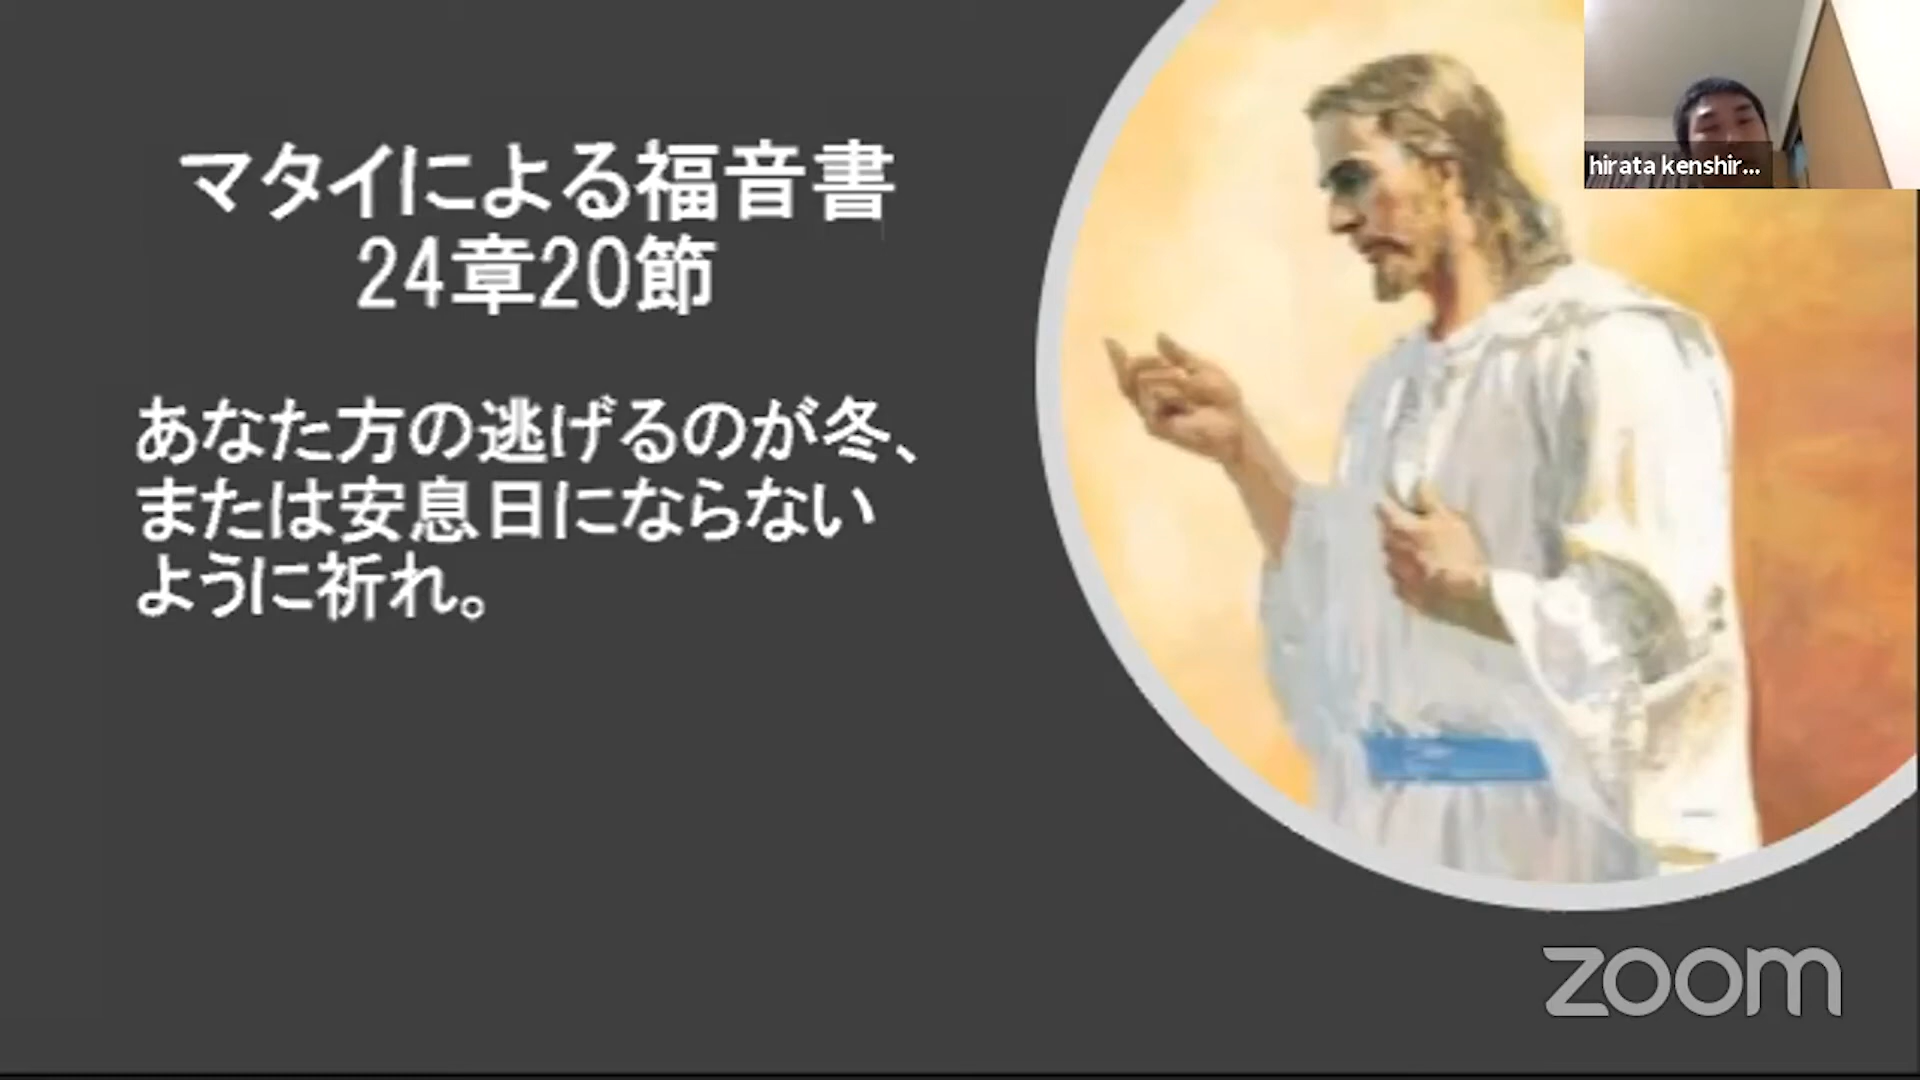 マタイによる福音書
24章20節
あなた方の逃げるのが冬、
または安息日にならない
ように祈れ。
hirata kenshir...
zoom